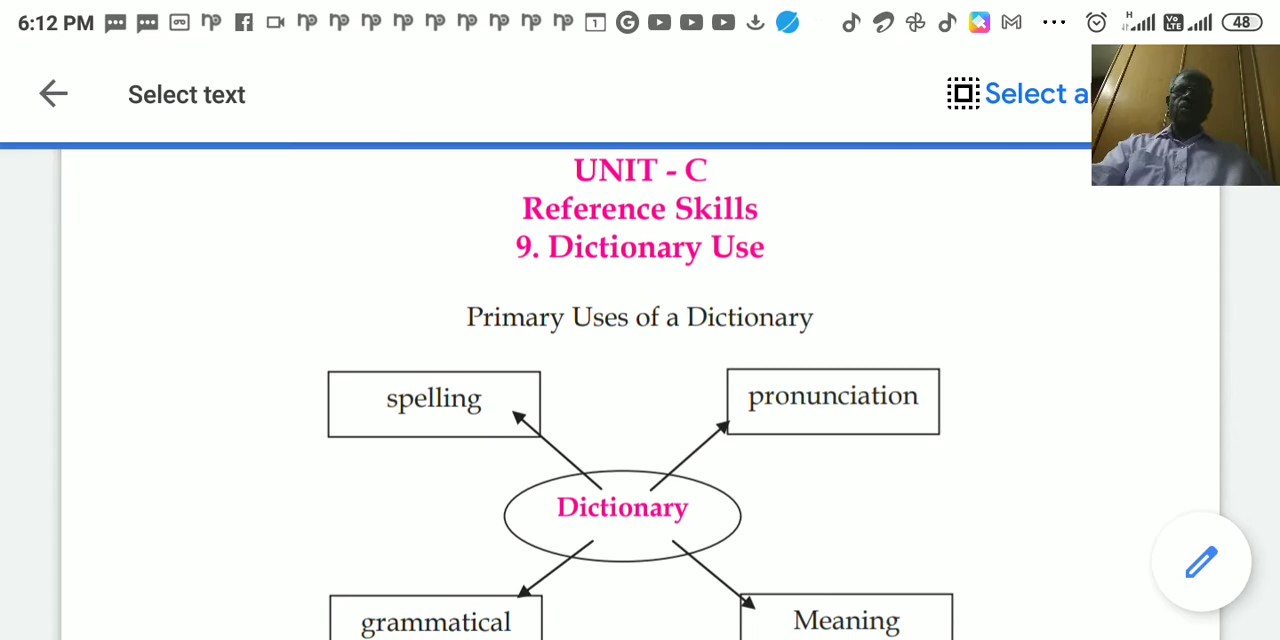 6:12 PM
48
Select text
Select a
UNIT - C
Reference Skills
9. Dictionary Use
Primary Uses of a Dictionary
spelling
pronunciation
Dictionary
grammatical
Meaning